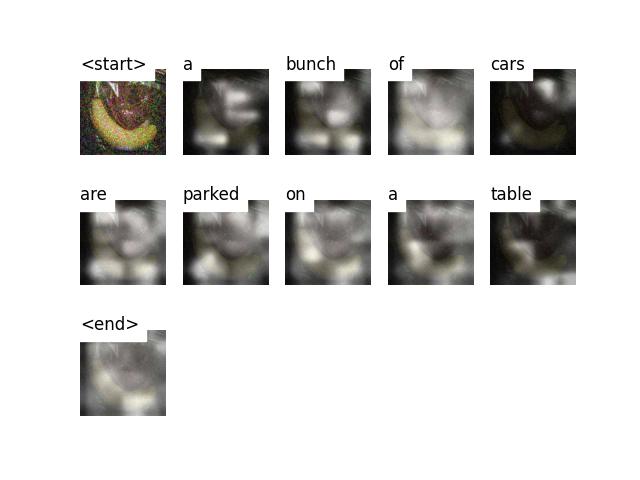 <start> a bunch of cars
are parked on a table
<end>